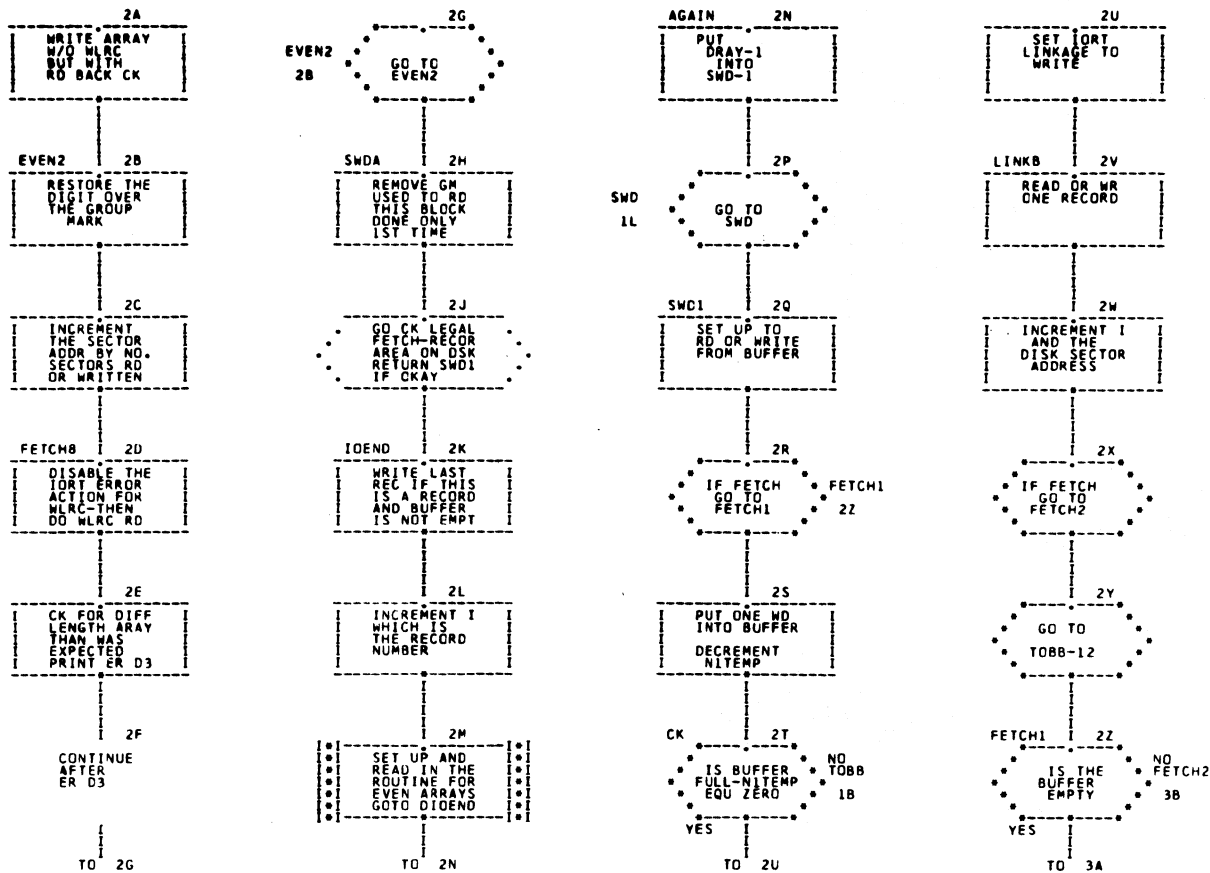 2A
WRITE ARRAY
W/O WLRC
BUT WITH
RD BACK CK
EVEN2 2B
RESTORE THE
DIGIT OVER
THE GROUP
MARK
2C
INCREMENT
THE SECTOR
ADDR BY NO.
SECTORS RD
OR WRITTEN
FETCH8 2D
DISABLE THE
IORT ERROR
ACTION FOR
WLRC-THEN
DO WLRC RD
2E
CK FOR DIFF
LENGTH ARAY
THAN WAS
EXPECTED
PRINT ER D3
2F
CONTINUE
AFTER
ER D3
TO 2G
2G
EVEN2
2B
GO TO
EVEN2
SWDA 2H
REMOVE GM
USED TO RD
THIS BLOCK
DONE ONLY
1ST TIME
2J
GO CK LEGAL
FETCH-RECOR
AREA ON DSK
RETURN SWD1
IF OKAY
IOEND 2K
WRITE LAST
REC IF THIS
IS A RECORD
AND BUFFER
IS NOT EMPT
2L
INCREMENT I
WHICH IS
THE RECORD
NUMBER
2M
SET UP AND
READ IN THE
ROUTINE FOR
EVEN ARRAYS
GOTO DIOEND
TO 2N
AGAIN 2N
PUT
DRAY-1
INTO
SWD-1
2P
SWD
1L
GO TO
SWD
SWD1 2Q
SET UP TO
RD OR WRITE
FROM BUFFER
2R
IF FETCH
GO TO
FETCH1
FETCH1
2Z
2S
PUT ONE WD
INTO BUFFER
DECREMENT
N1TEMP
CK 2T
IS BUFFER
FULL-N1TEMP
EQU ZERO
NO
TOBB
1B
YES
TO 2U
2U
SET IORT
LINKAGE TO
WRITE
LINKB 2V
READ OR WR
ONE RECORD
2W
INCREMENT I
AND THE
DISK SECTOR
ADDRESS
2X
IF FETCH
GO TO
FETCH2
2Y
GO TO
TOBB-12
FETCH1 2Z
IS THE
BUFFER
EMPTY
NO
FETCH2
3B
YES
TO 3A